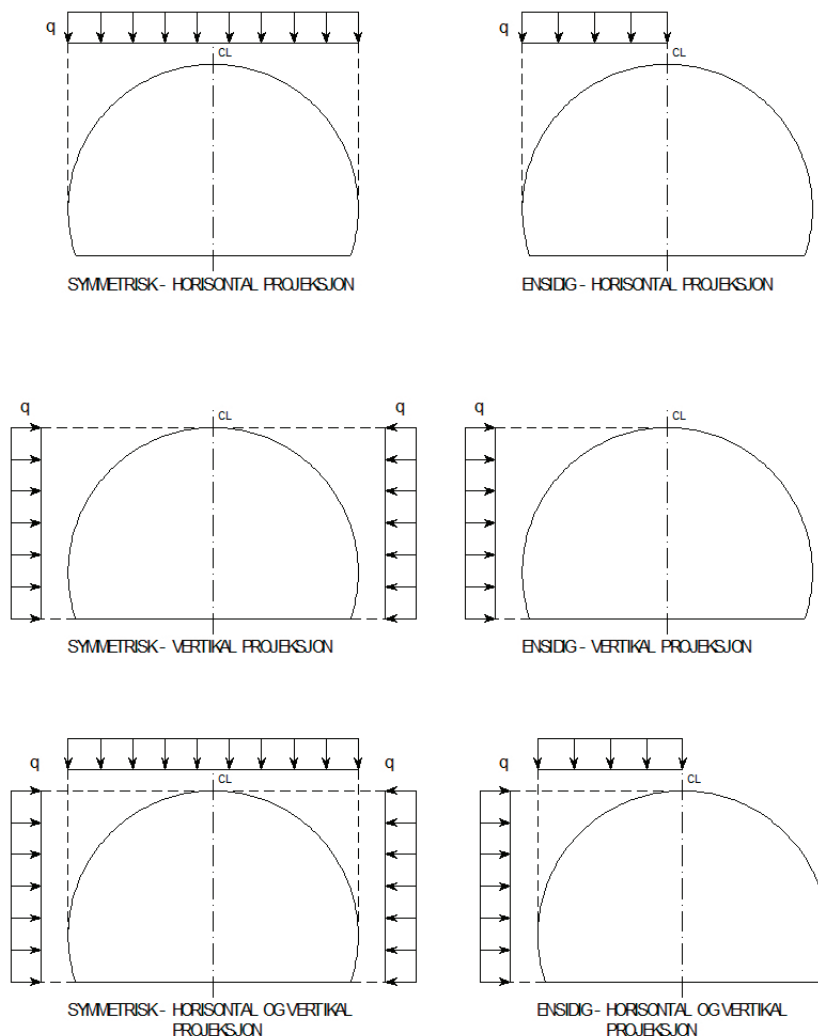 q
CL
SYMMETRISK - HORISONTAL PROJEKSJON
q
CL
ENSIDIG - HORISONTAL PROJEKSJON
q
CL
q
SYMMETRISK - VERTIKAL PROJEKSJON
q
CL
ENSIDIG - VERTIKAL PROJEKSJON
q
CL
q
SYMMETRISK - HORISONTAL OG VERTIKAL
PROJEKSJON
q
CL
ENSIDIG - HORISONTAL OG VERTIKAL
PROJEKSJON